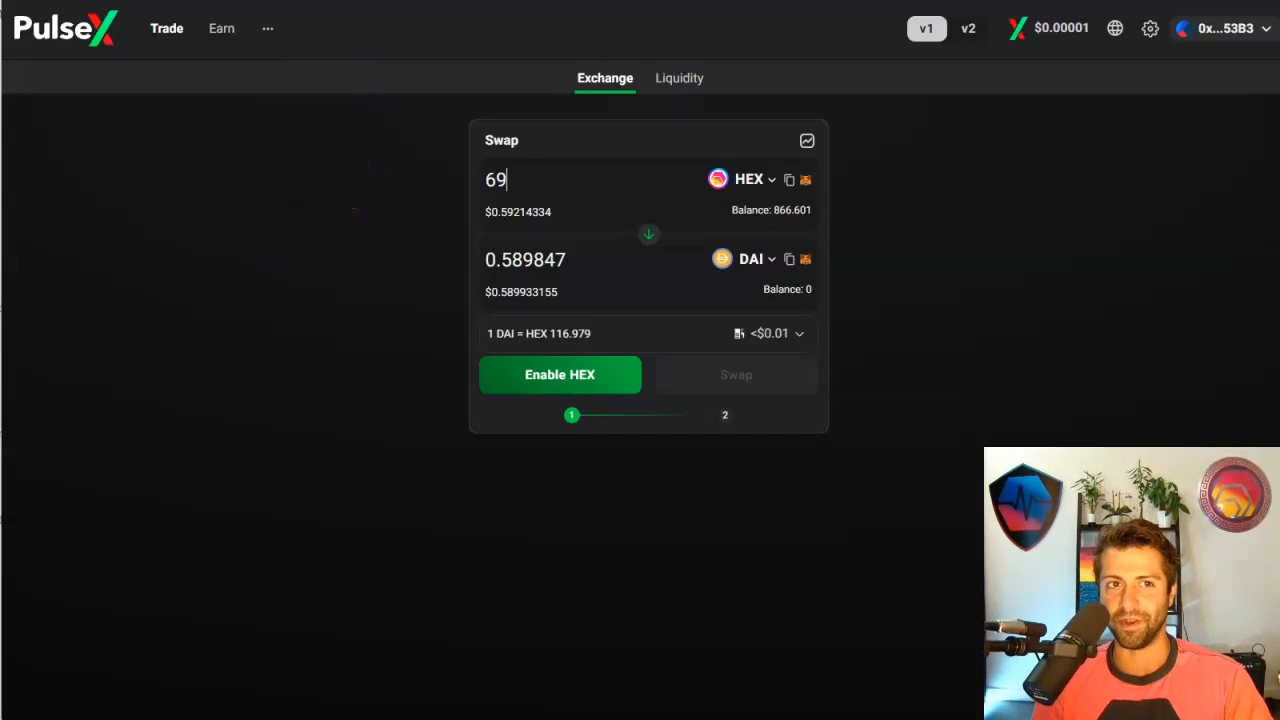 PulseX Trade Earn ... v1 v2 $0.00001 0x...53B3
Exchange Liquidity
Swap
69 HEX
$0.59214334 Balance: 866.601
0.589847 DAI
$0.589933155 Balance: 0
1 DAI = HEX 116.979 <$0.01
Enable HEX Swap
1 2